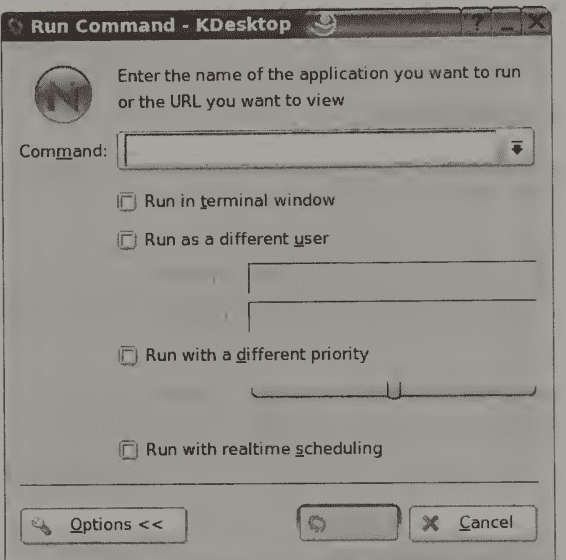 Run Command - KDesktop
Enter the name of the application you want to run
or the URL you want to view
Command:
Run in terminal window
Run as a different user
Run with a different priority
Run with realtime scheduling
Options <<
Cancel